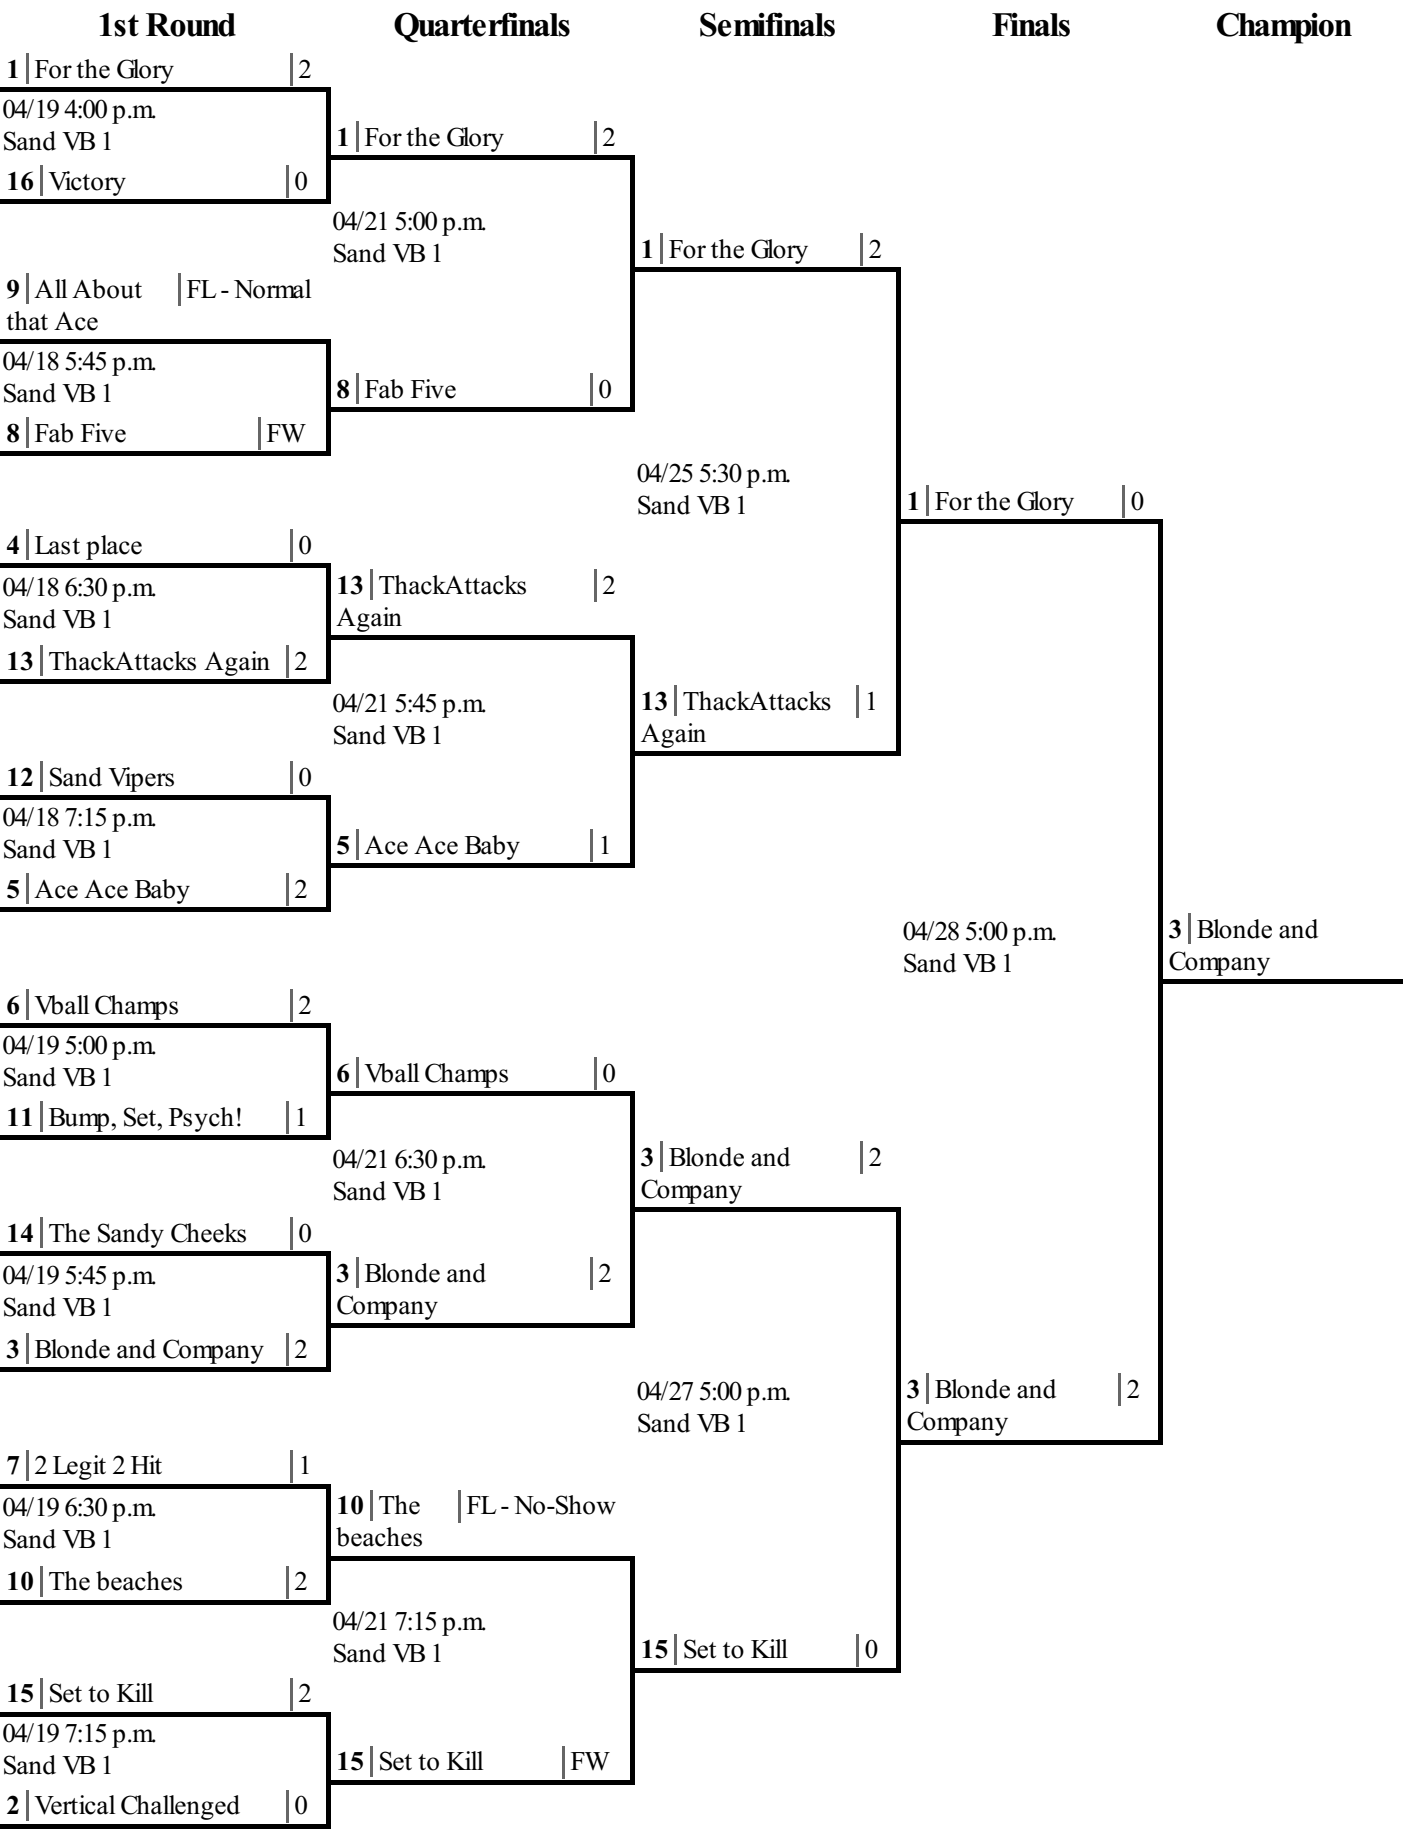 1st Round
Quarterfinals
Semifinals
Finals
Champion
1 For the Glory 2
04/19 4:00 p.m.
Sand VB 1
16 Victory 0
9 All About FL - Normal
that Ace
04/18 5:45 p.m.
Sand VB 1
8 Fab Five FW
4 Last place 0
04/18 6:30 p.m.
Sand VB 1
13 ThackAttacks Again 2
12 Sand Vipers 0
04/18 7:15 p.m.
Sand VB 1
5 Ace Ace Baby 2
6 Vball Champs 2
04/19 5:00 p.m.
Sand VB 1
11 Bump, Set, Psych! 1
14 The Sandy Cheeks 0
04/19 5:45 p.m.
Sand VB 1
3 Blonde and Company 2
7 2 Legit 2 Hit 1
04/19 6:30 p.m.
Sand VB 1
10 The beaches 2
15 Set to Kill 2
04/19 7:15 p.m.
Sand VB 1
2 Vertical Challenged 0
1 For the Glory 2
04/21 5:00 p.m.
Sand VB 1
8 Fab Five 0
13 ThackAttacks 2
Again
04/21 5:45 p.m.
Sand VB 1
5 Ace Ace Baby 1
6 Vball Champs 0
04/21 6:30 p.m.
Sand VB 1
3 Blonde and 2
Company
10 The FL - No-Show
beaches
04/21 7:15 p.m.
Sand VB 1
15 Set to Kill FW
1 For the Glory 2
04/25 5:30 p.m.
Sand VB 1
13 ThackAttacks 1
Again
3 Blonde and 2
Company
04/27 5:00 p.m.
Sand VB 1
15 Set to Kill 0
1 For the Glory 0
04/28 5:00 p.m.
Sand VB 1
3 Blonde and 2
Company
3 Blonde and
Company